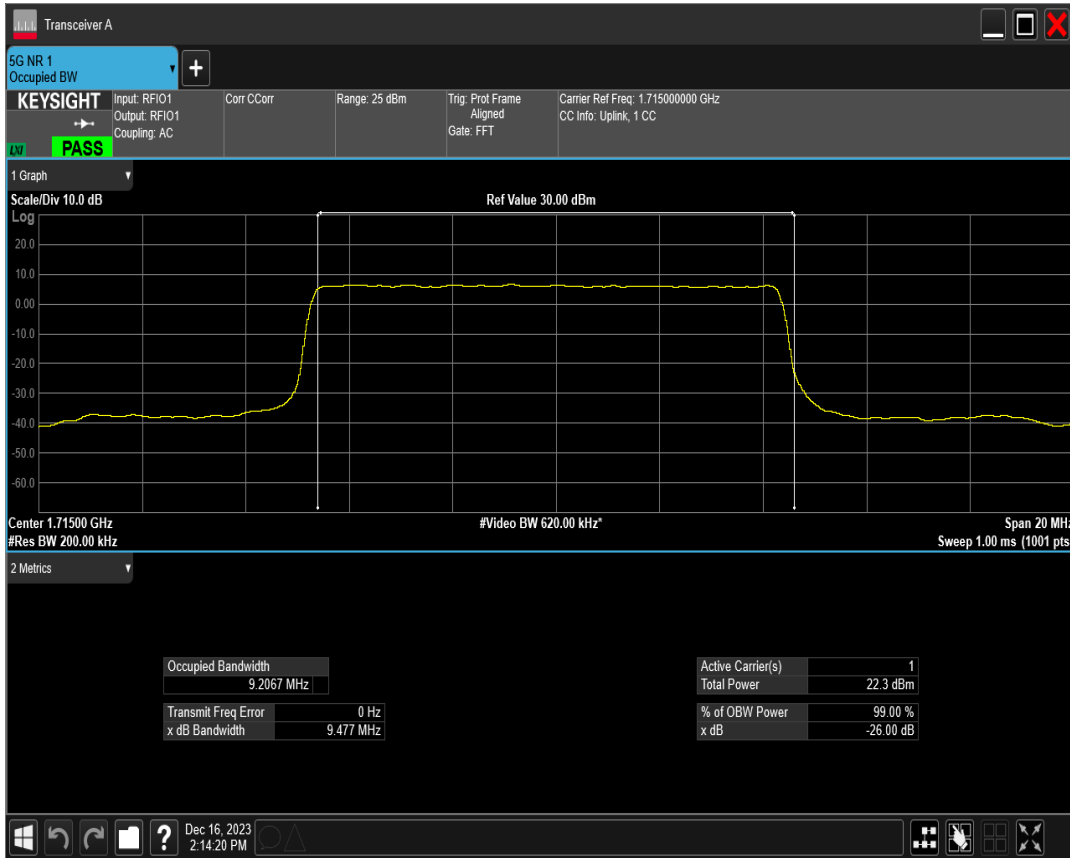 Transceiver A
5G NR 1
Occupied BW
+
KEYSIGHT
LXI
PASS
Input: RFIO1
Output: RFIO1
Coupling: AC
Corr CCorr
Range: 25 dBm
Trig: Prot Frame
Aligned
Gate: FFT
Carrier Ref Freq: 1.715000000 GHz
CC Info: Uplink, 1 CC
1 Graph
Scale/Div 10.0 dB
Ref Value 30.00 dBm
Log
20.0
10.0
0.00
-10.0
-20.0
-30.0
-40.0
-50.0
-60.0
Center 1.71500 GHz
#Video BW 620.00 kHz*
Span 20 MHz
#Res BW 200.00 kHz
Sweep 1.00 ms (1001 pts
2 Metrics
Occupied Bandwidth
9.2067 MHz
Transmit Freq Error 0 Hz
x dB Bandwidth 9.477 MHz
Active Carrier(s) 1
Total Power 22.3 dBm
% of OBW Power 99.00 %
x dB -26.00 dB
?
Dec 16, 2023
2:14:20 PM